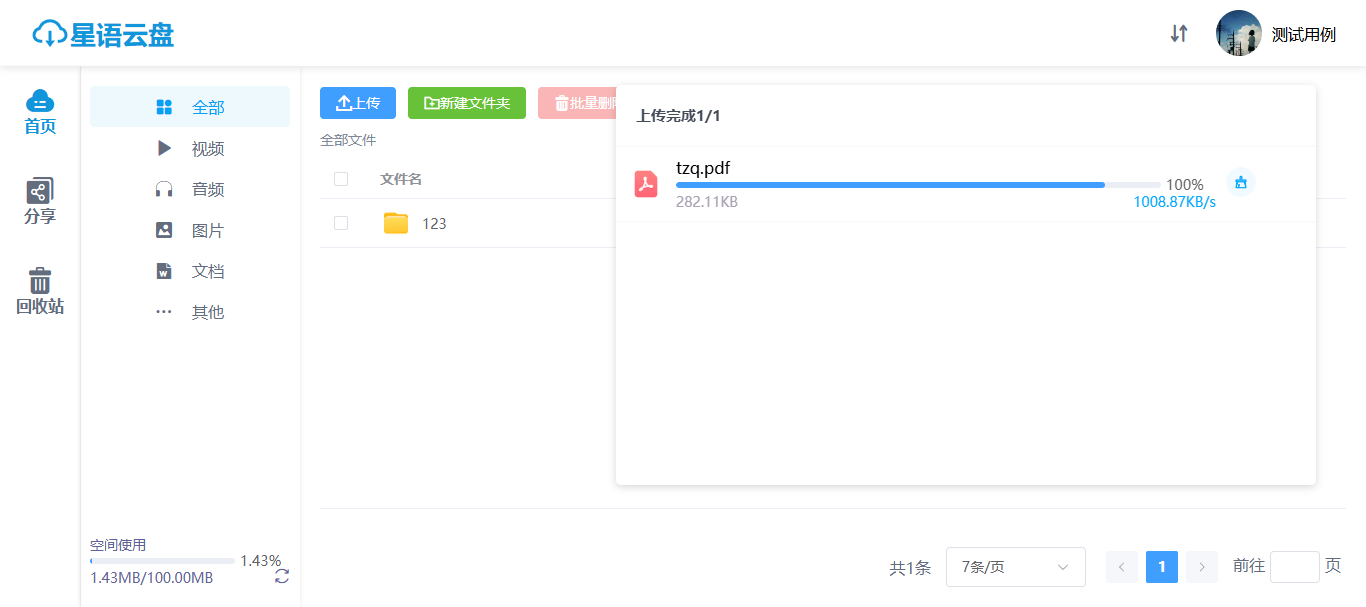 星语云盘
测试用例
首页
分享
回收站
全部
视频
音频
图片
文档
其他
空间使用
1.43%
1.43MB/100.00MB
上传
新建文件夹
批量删
全部文件
文件名
123
上传完成1/1
tzq.pdf
100%
282.11KB
1008.87KB/s
共1条
7条/页
1
前往
页